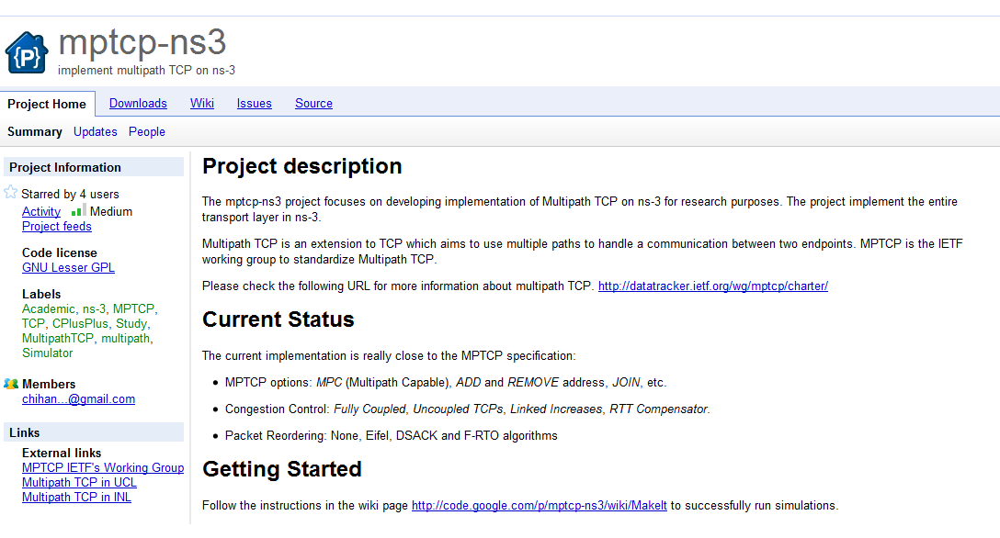 {P}
mptcp-ns3
implement multipath TCP on ns-3
Project Home Downloads Wiki Issues Source
Summary Updates People
Project Information
Starred by 4 users
Activity Medium
Project feeds
Code license
GNU Lesser GPL
Labels
Academic, ns-3, MPTCP,
TCP, CPlusPlus, Study,
MultipathTCP, multipath,
Simulator
Members
chihan...@gmail.com
Links
External links
MPTCP IETF's Working Group
Multipath TCP in UCL
Multipath TCP in INL
Project description
The mptcp-ns3 project focuses on developing implementation of Multipath TCP on ns-3 for research purposes. The project implement the entire
transport layer in ns-3.
Multipath TCP is an extension to TCP which aims to use multiple paths to handle a communication between two endpoints. MPTCP is the IETF
working group to standardize Multipath TCP.
Please check the following URL for more information about multipath TCP. http://datatracker.ietf.org/wg/mptcp/charter/
Current Status
The current implementation is really close to the MPTCP specification:
• MPTCP options: MPC (Multipath Capable), ADD and REMOVE address, JOIN, etc.
• Congestion Control: Fully Coupled, Uncoupled TCPs, Linked Increases, RTT Compensator.
• Packet Reordering: None, Eifel, DSACK and F-RTO algorithms
Getting Started
Follow the instructions in the wiki page http://code.google.com/p/mptcp-ns3/wiki/MakeIt to successfully run simulations.